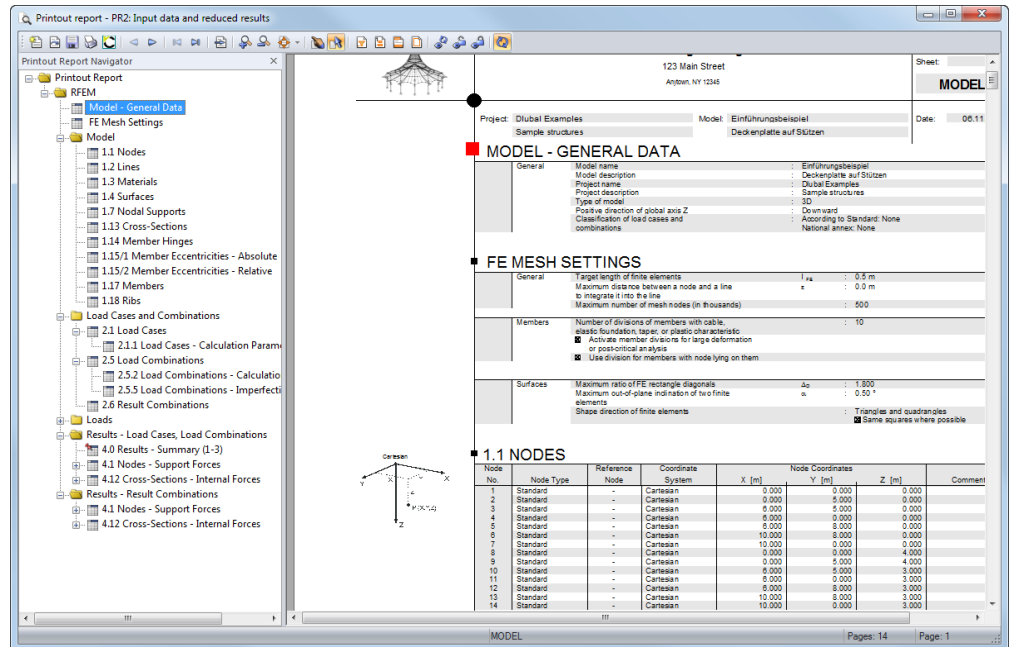 Printout report - PR2: Input data and reduced results
Printout Report Navigator
Printout Report
RFEM
Model - General Data
FE Mesh Settings
Model
1.1 Nodes
1.2 Lines
1.3 Materials
1.4 Surfaces
1.7 Nodal Supports
1.13 Cross-Sections
1.14 Member Hinges
1.15/1 Member Eccentricities - Absolute
1.15/2 Member Eccentricities - Relative
1.17 Members
1.18 Ribs
Load Cases and Combinations
2.1 Load Cases
2.1.1 Load Cases - Calculation Param
2.5 Load Combinations
2.5.2 Load Combinations - Calculatio
2.5.5 Load Combinations - Imperfecti
2.6 Result Combinations
Loads
Results - Load Cases, Load Combinations
4.0 Results - Summary (1-3)
4.1 Nodes - Support Forces
4.12 Cross-Sections - Internal Forces
Results - Result Combinations
4.1 Nodes - Support Forces
4.12 Cross-Sections - Internal Forces
123 Main Street
Anytown, NY 12345
Sheet:
MODEL
Project: Dlubal Examples Model: Einführungsbeispiel Date: 06.11
Sample structures Deckenplatte auf Stützen
MODEL - GENERAL DATA
General Model name : Einführungsbeispiel
Model description : Deckenplatte auf Stützen
Project name : Dlubal Examples
Project description : Sample structures
Type of model : 3D
Positive direction of global axis Z : Downward
Classification of load cases and : According to Standard: None
combinations National annex: None
FE MESH SETTINGS
General Target length of finite elements l FE : 0.5 m
Maximum distance between a node and a line ε : 0.0 m
to integrate it into the line
Maximum number of mesh nodes (in thousands) : 500
Members Number of divisions of members with cable, : 10
elastic foundation, taper, or plastic characteristic
Activate member divisions for large deformation
or post-critical analysis
Use division for members with node lying on them
Surfaces Maximum ratio of FE rectangle diagonals ΔD : 1.800
Maximum out-of-plane inclination of two finite α : 0.50 °
elements
Shape direction of finite elements : Triangles and quadrangles
Same squares where possible
1.1 NODES
Cartesian
X
Y
Z
P(X,Y,Z)
Node Reference Coordinate Node Coordinates
No. Node Type Node System X [m] Y [m] Z [m] Comment
1 Standard - Cartesian 0.000 0.000 0.000
2 Standard - Cartesian 0.000 5.000 0.000
3 Standard - Cartesian 6.000 5.000 0.000
4 Standard - Cartesian 6.000 0.000 0.000
5 Standard - Cartesian 6.000 8.000 0.000
6 Standard - Cartesian 10.000 8.000 0.000
7 Standard - Cartesian 10.000 0.000 0.000
8 Standard - Cartesian 0.000 0.000 4.000
9 Standard - Cartesian 0.000 5.000 4.000
10 Standard - Cartesian 6.000 5.000 3.000
11 Standard - Cartesian 6.000 0.000 3.000
12 Standard - Cartesian 6.000 8.000 3.000
13 Standard - Cartesian 10.000 8.000 3.000
14 Standard - Cartesian 10.000 0.000 3.000
MODEL Pages: 14 Page: 1